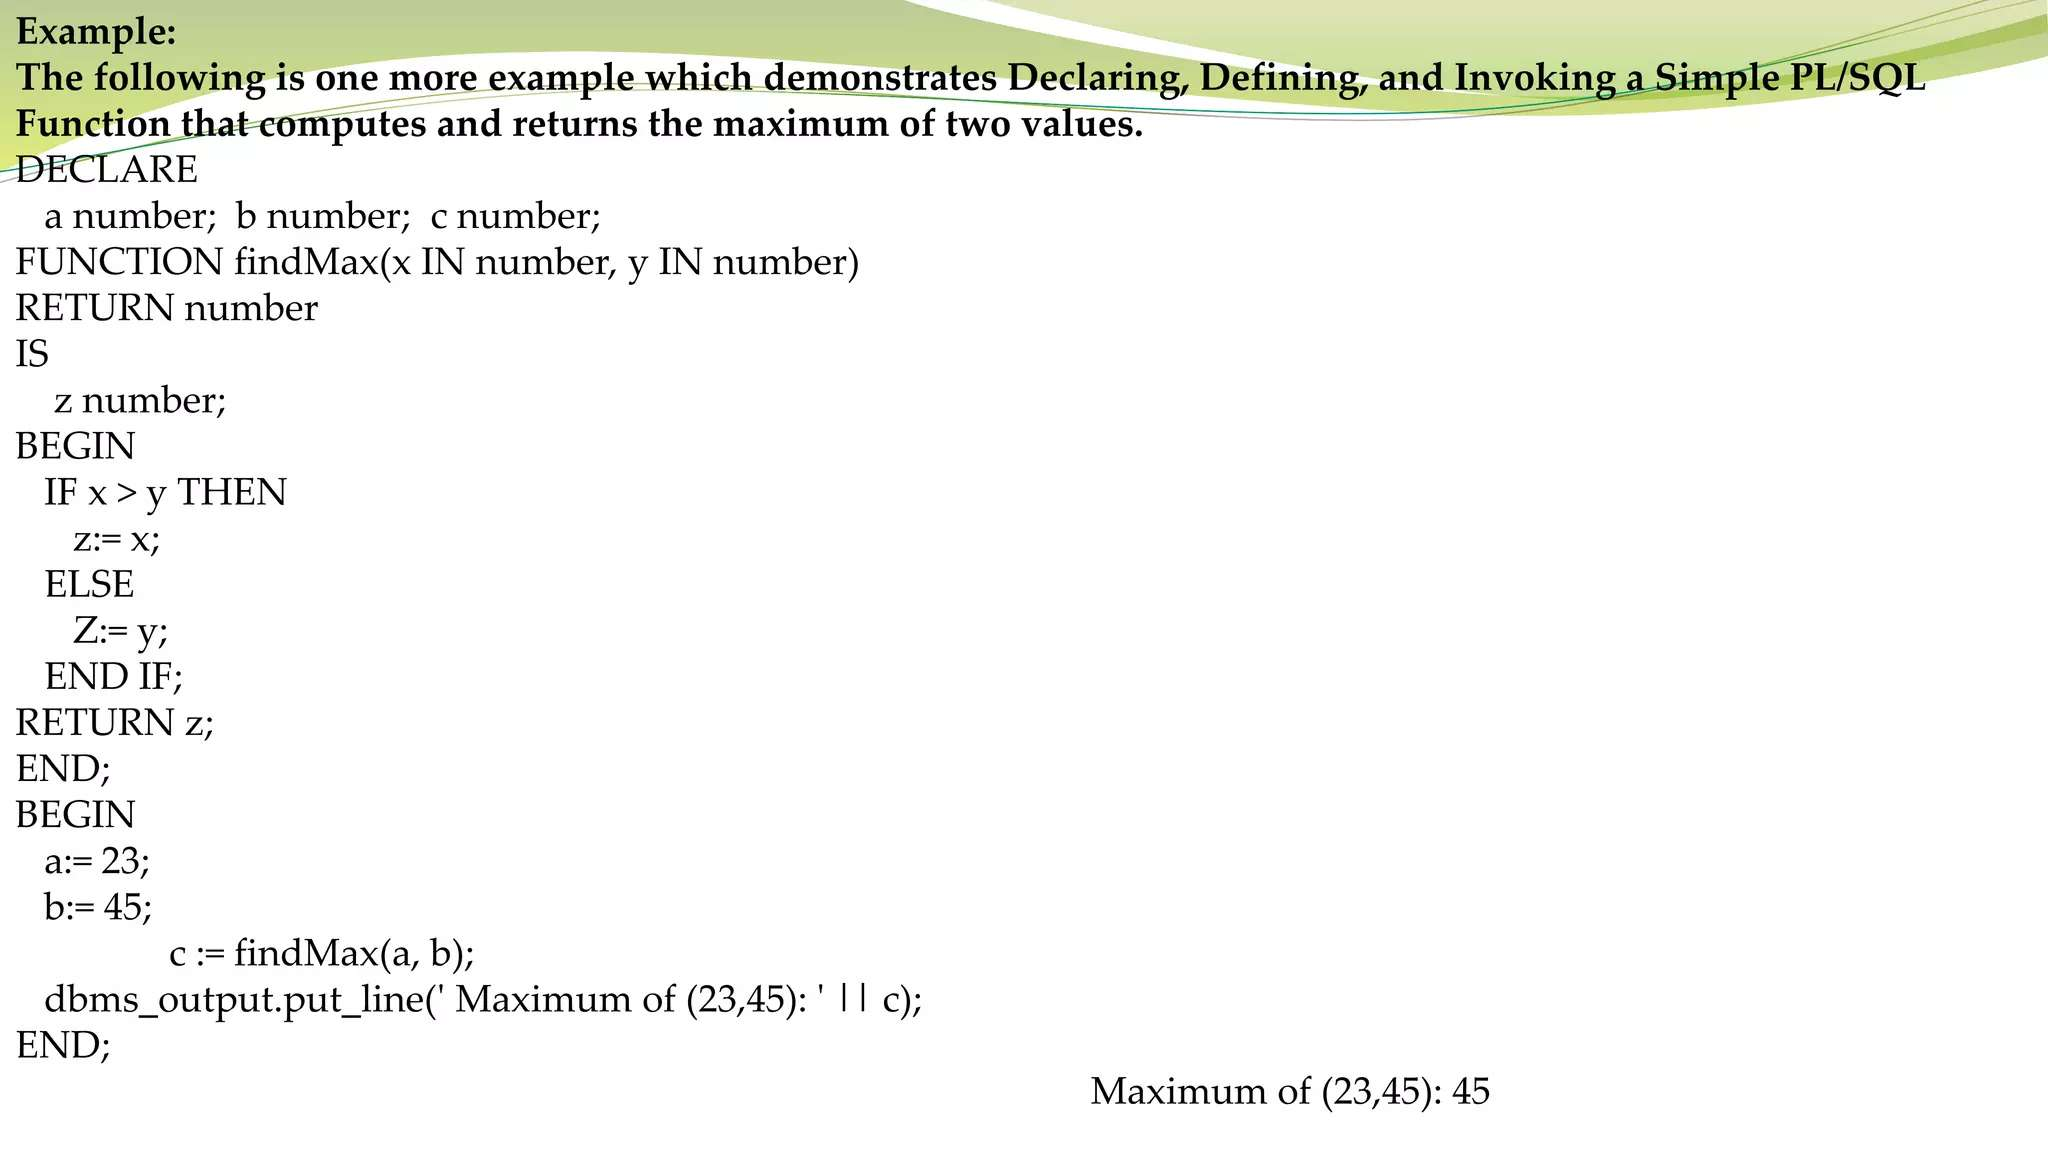 Example:
The following is one more example which demonstrates Declaring, Defining, and Invoking a Simple PL/SQL
Function that computes and returns the maximum of two values.
DECLARE
a number; b number; c number;
FUNCTION findMax(x IN number, y IN number)
RETURN number
IS
z number;
BEGIN
IF x > y THEN
z:= x;
ELSE
Z:= y;
END IF;
RETURN z;
END;
BEGIN
a:= 23;
b:= 45;
c := findMax(a, b);
dbms_output.put_line(' Maximum of (23,45): ' || c);
END;
Maximum of (23,45): 45